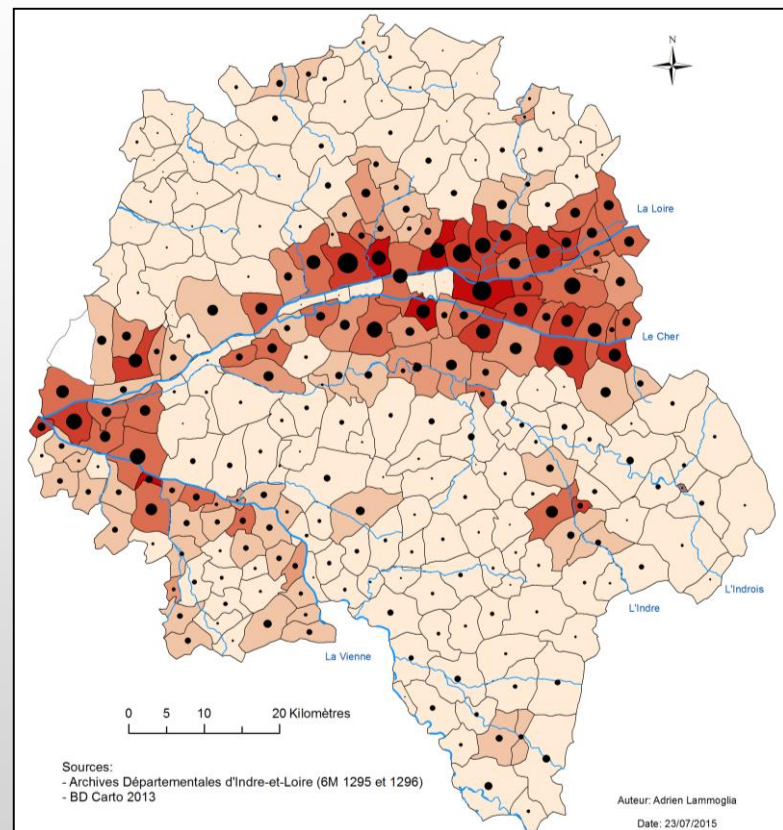 N
La Loire
Le Cher
L'Indrois
L'Indre
La Vienne
0 5 10 20 Kilomètres
Sources:
- Archives Départementales d'Indre-et-Loire (6M 1295 et 1296)
- BD Carto 2013
Auteur: Adrien Lammoglia
Date: 23/07/2015